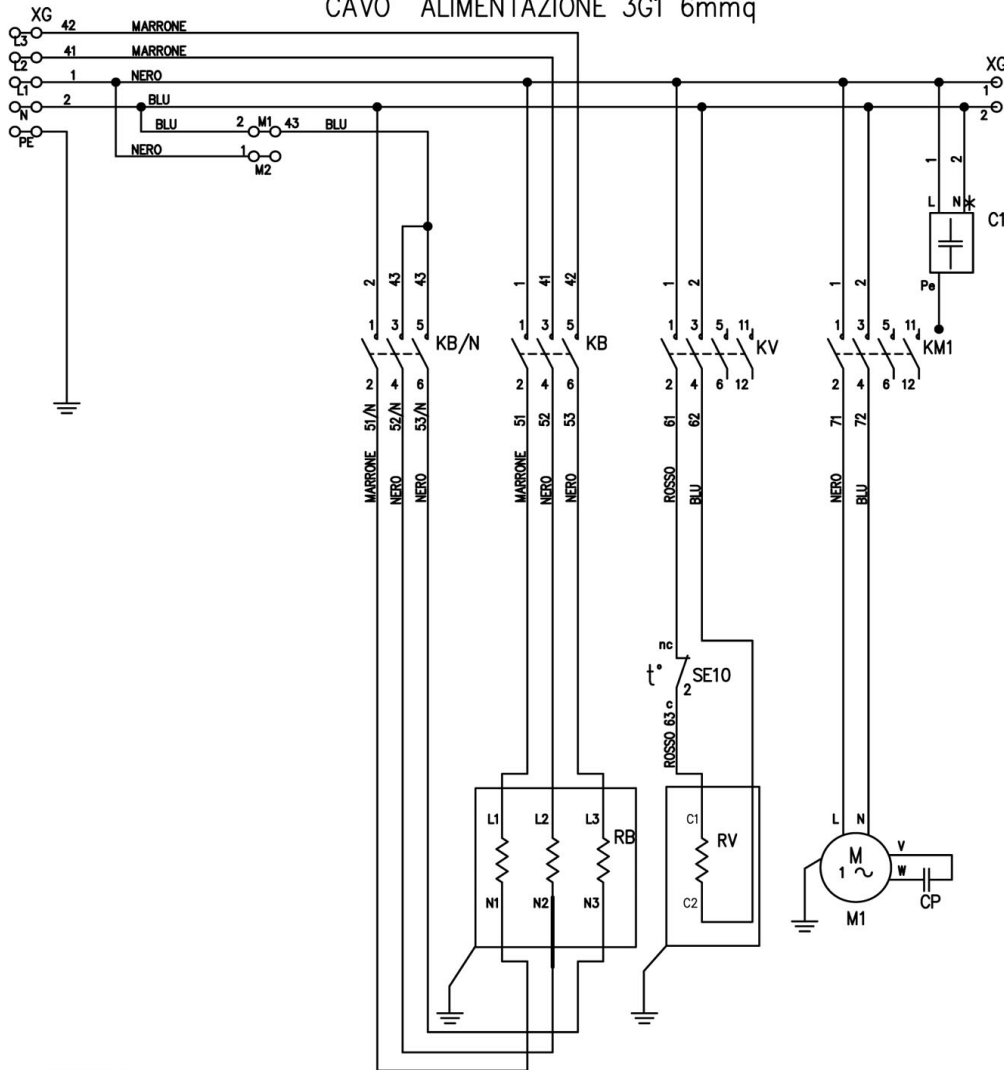 CAVO ALIMENTAZIONE 3G1 6mmq
XG 42 MARRONE
L3
41 MARRONE
L2
1 NERO
L1
2 BLU
N
BLU 2 M1 43 BLU
PE
NERO 1
M2
XG
1
2
1 2
L N*
C1
Pe
2 43 43
1 41 42
1 2
1 2
1 3 5 KB/N
2 4 6
1 3 5 KB
2 4 6
1 3 5 11 KV
2 4 6 12
1 3 5 11 KM1
2 4 6 12
51/N 52/N 53/N
51 52 53
61 62
71 72
MARRONE NERO NERO
MARRONE NERO NERO
ROSSO BLU
NERO BLU
nc
t° SE10
2
c
ROSSO 63
L1 L2 L3 RB
N1 N2 N3
C1 RV
C2
L N
M V
1 ~ W
CP
M1